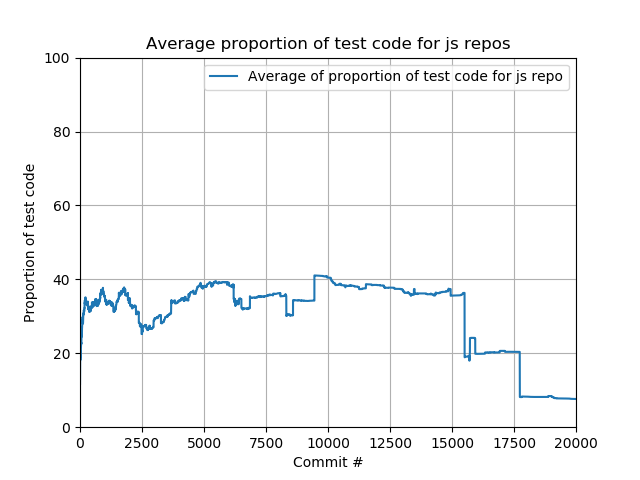 Average proportion of test code for js repos
Average of proportion of test code for js repo
100
80
60
40
20
0
Proportion of test code
0 2500 5000 7500 10000 12500 15000 17500 20000
Commit #